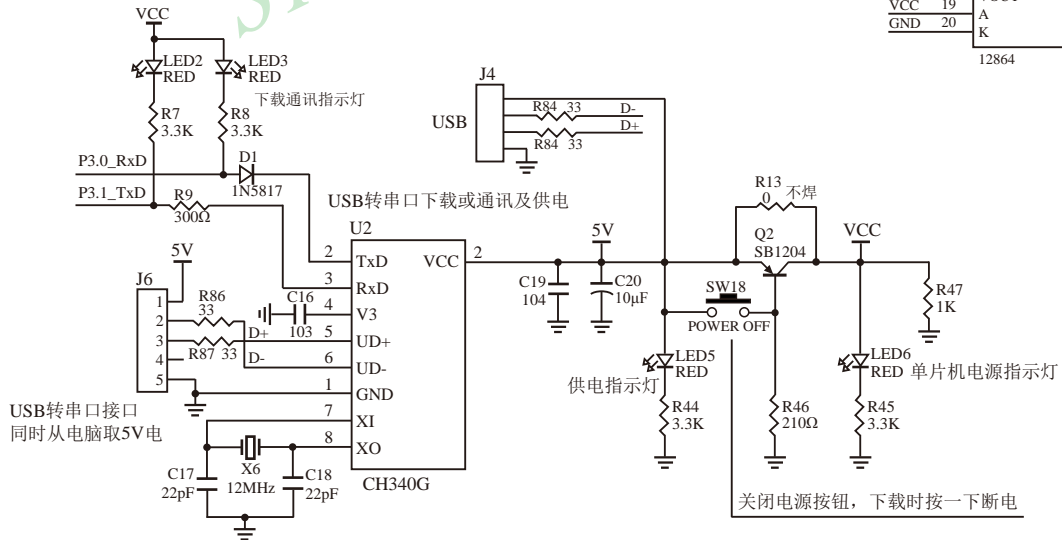 VCC
LED2
RED
LED3
RED
下载通讯指示灯
R7
3.3K
R8
3.3K
P3.0_RxD
D1
1N5817
P3.1_TxD
R9
300Ω
VCC 19 A
GND 20 K
12864
J4
USB
R84 33 D-
D+
R84 33
USB转串口下载或通讯及供电
U2
2 TxD
3 RxD
4 V3
5 UD+
6 UD-
1 GND
7 XI
8 XO
VCC 2
CH340G
5V
J6
1
2
3
4
5
R86
33
D+
R87 33
D-
C16
103
USB转串口接口
同时从电脑取5V电
C17
22pF
X6
12MHz
C18
22pF
5V
C19
104
C20
10μF
R13
0 不焊
Q2
SB1204
VCC
SW18
POWER OFF
R47
1K
LED5
RED
供电指示灯
R44
3.3K
R46
210Ω
LED6
RED 单片机电源指示灯
R45
3.3K
关闭电源按钮，下载时按一下断电